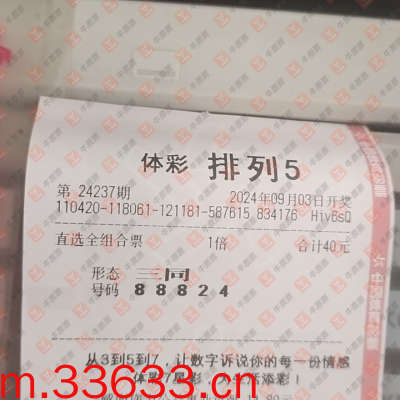 体彩 排列5
第 24237期 2024年09月03日开奖
110420-118061-121181-587615 834176 Hiv6sQ
直选全组合票 1倍 合计40元
形态 三同
号码 8 8 8 2 4
从3到5到7，让数字诉说你的每一份情感
m.33633.cn